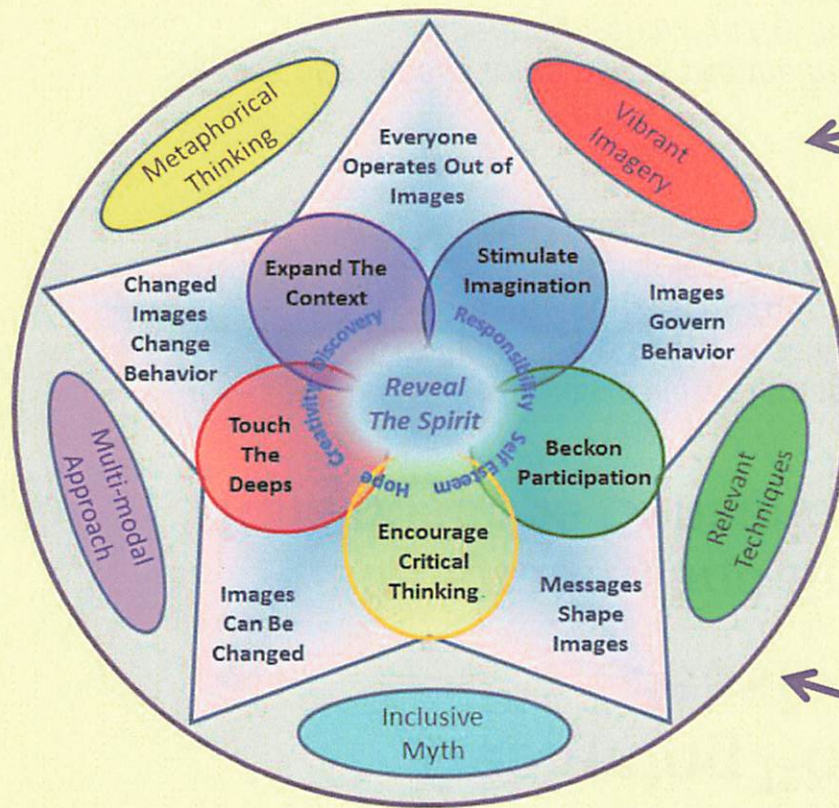 Metaphorical
Thinking
Vibrant
Imagery
Everyone
Operates Out of
Images
Expand The
Context
Stimulate
Imagination
Changed
Images
Change
Behavior
Images
Govern
Behavior
Discovery
Responsibility
Reveal
The Spirit
Creativity
Self Esteem
Hope
Touch
The
Deeps
Beckon
Participation
Multi-modal
Approach
Relevant
Techniques
Encourage
Critical
Thinking
Images
Can Be
Changed
Messages
Shape
Images
Inclusive
Myth